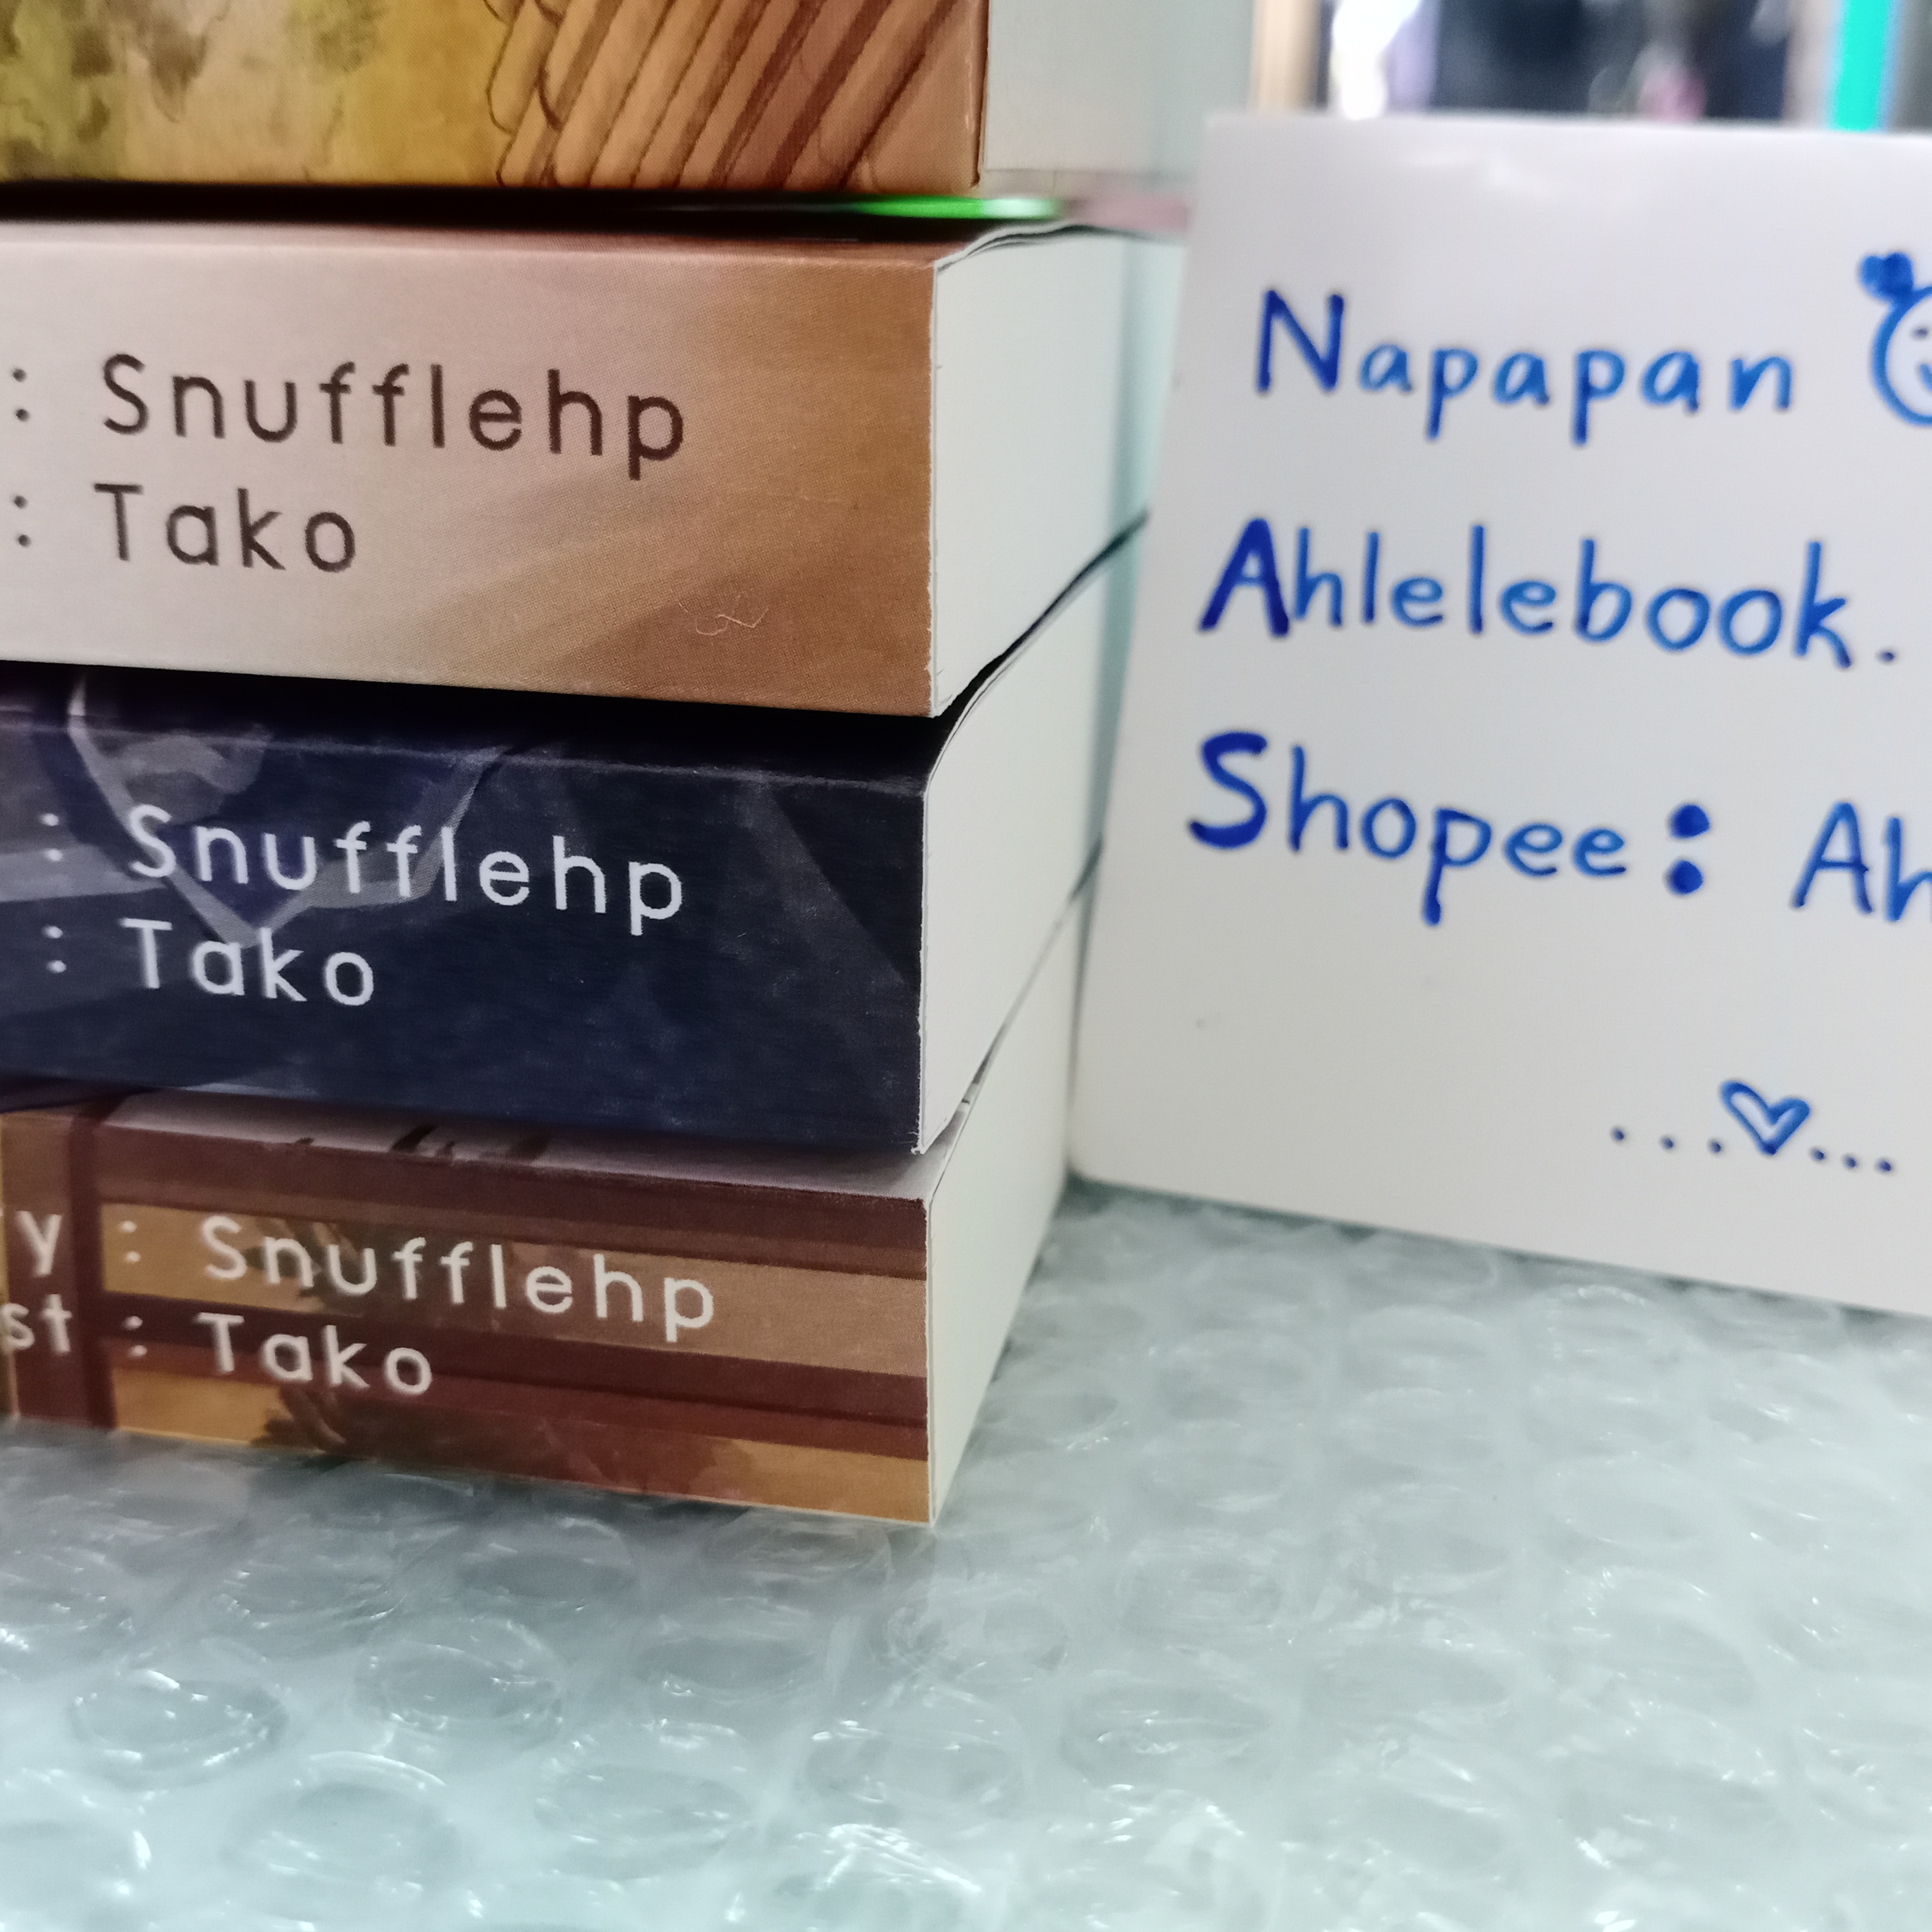 : Snufflehp
: Tako
: Snufflehp
: Tako
y : Snufflehp
st : Tako
Napapan
Ahlelebook.
Shopee: Ah